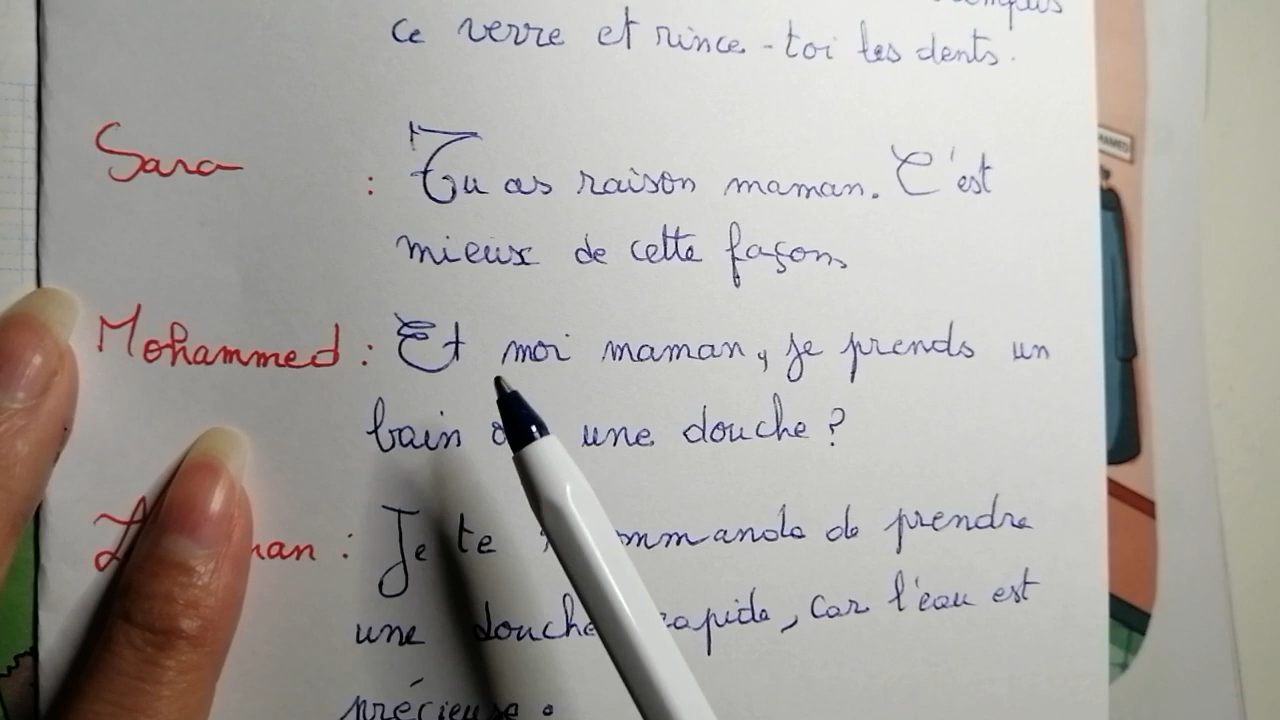 ce verre et rince-toi les dents.
Sara : Tu as raison maman. C'est
mieux de cette façon
Mohammed : Et moi maman, je prends un
bain une douche ?
: Je te de prendre
une douche rapide, car l'eau est
précieuse.